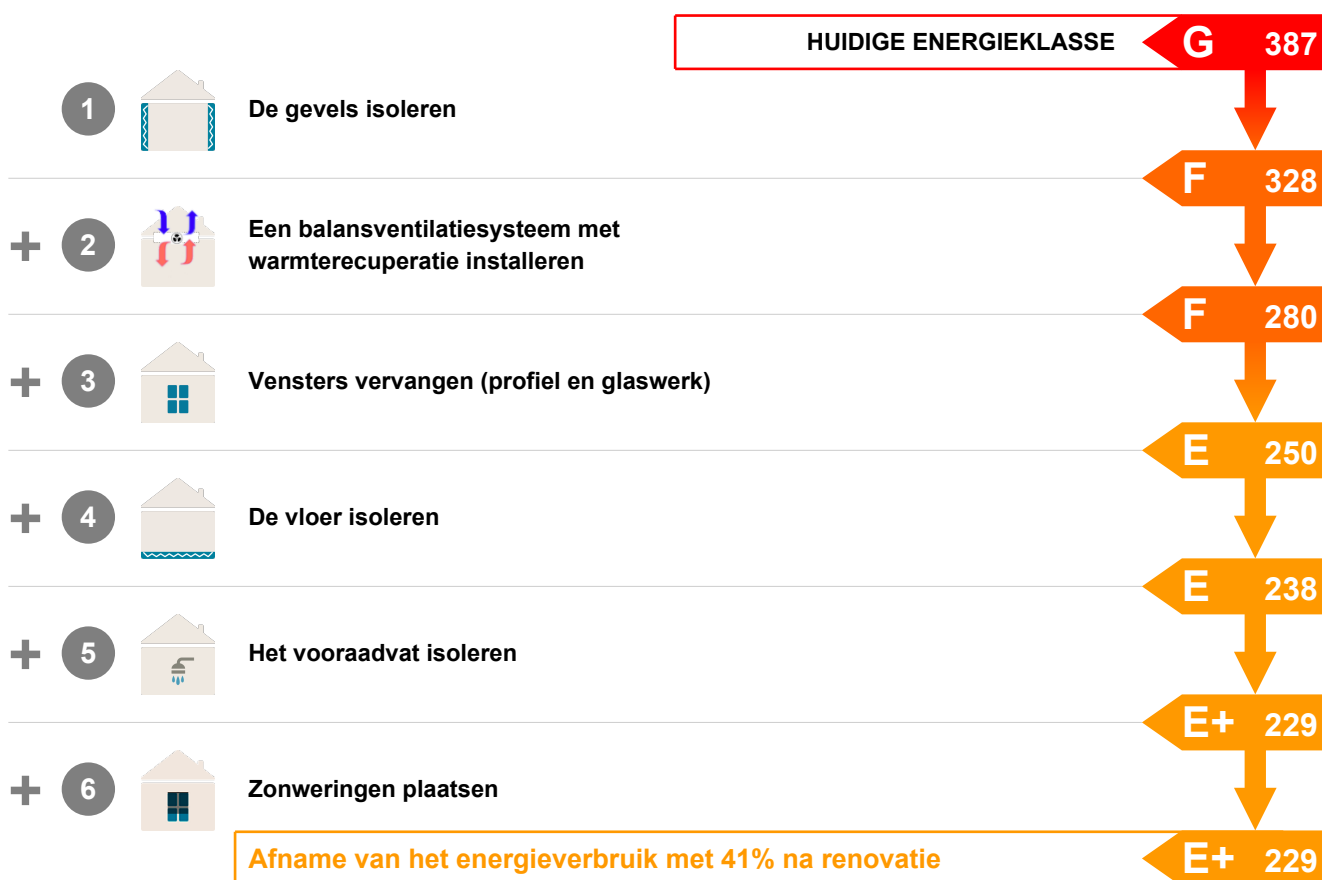 HUIDIGE ENERGIEKLASSE G 387
1 De gevels isoleren
F 328
+ 2 Een balansventilatiesysteem met
warmterecuperatie installeren
F 280
+ 3 Vensters vervangen (profiel en glaswerk)
E 250
+ 4 De vloer isoleren
E 238
+ 5 Het vooraadvat isoleren
E+ 229
+ 6 Zonweringen plaatsen
Afname van het energieverbruik met 41% na renovatie E+ 229